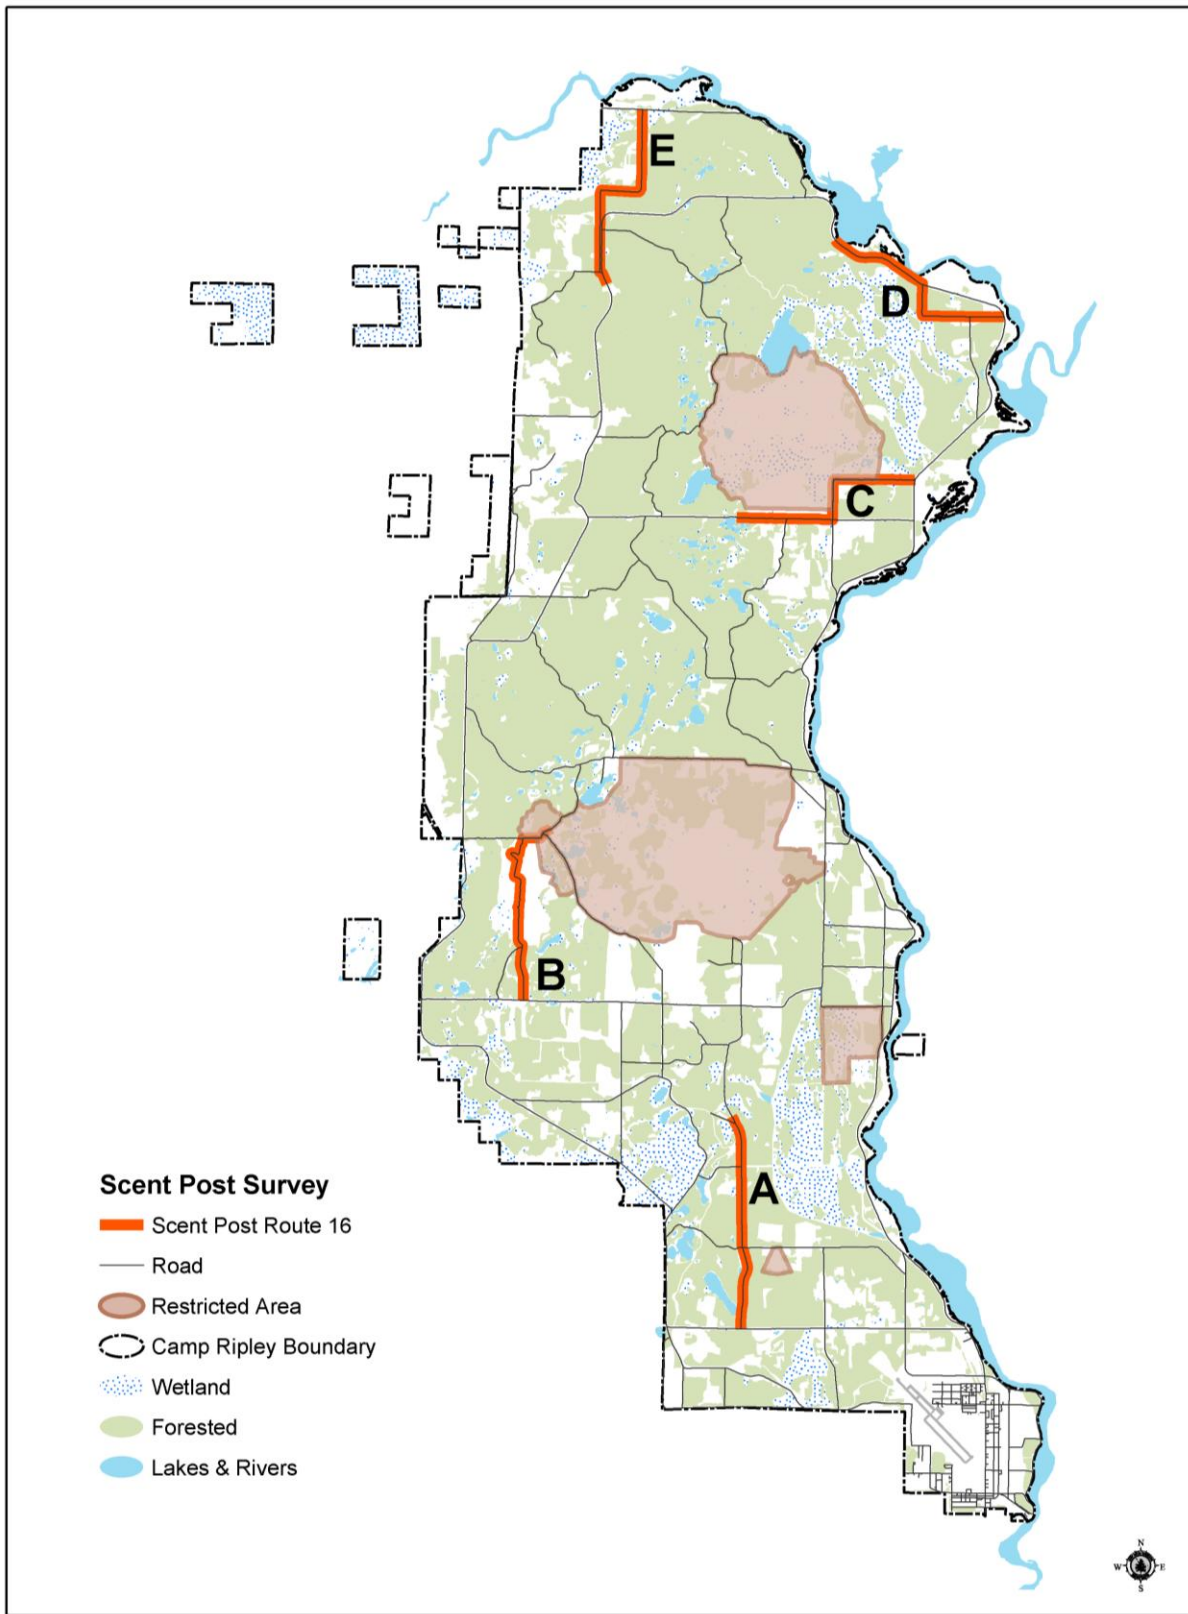 E
D
C
B
A
Scent Post Survey
Scent Post Route 16
Road
Restricted Area
Camp Ripley Boundary
Wetland
Forested
Lakes & Rivers
N
W E
S